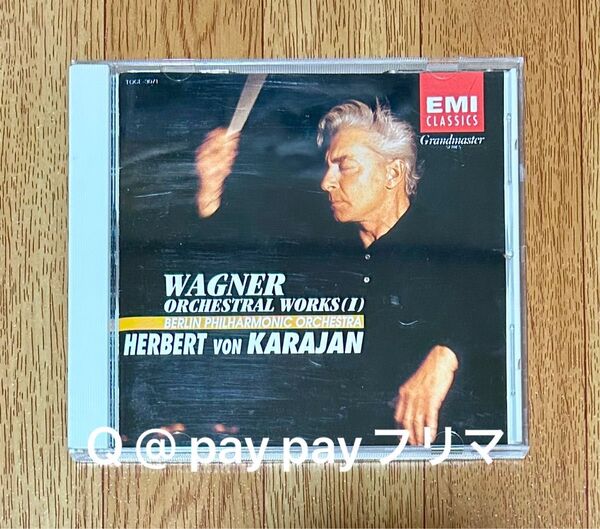 TOCE-3071
EMI
CLASSICS
Grandmaster
SERIES
WAGNER
ORCHESTRAL WORKS (I)
BERLIN PHILHARMONIC ORCHESTRA
HERBERT VON KARAJAN
Q @ pay pay フリマ